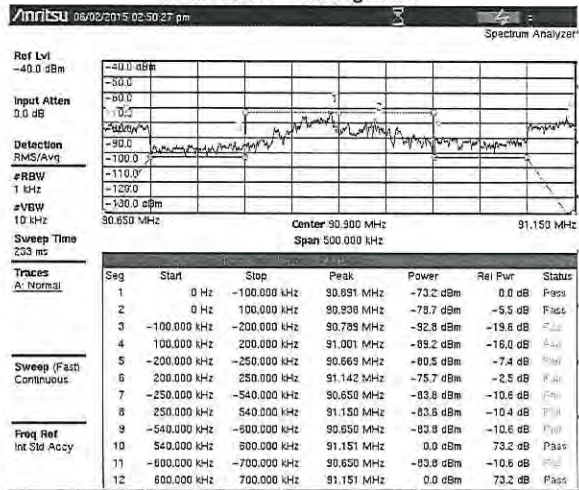 Anritsu 06/02/2015 02:50:27 pm
Spectrum Analyzer
Ref Lvl
-40.0 dBm
Input Atten
0.0 dB
Detection
RMS/Avg
#RBW
1 kHz
#VBW
10 kHz
Sweep Time
233 ms
Traces
A: Normal
Sweep (Fast)
Continuous
Freq Ref
Int Std Accy
-40.0 dBm
-50.0
-60.0
-90.0
-100.0
-110.0
-120.0
-130.0 dBm
1
2
90.650 MHz
Center 90.900 MHz
91.150 MHz
Span 500.000 kHz
Seg Start Stop Peak Power Rel Pwr Status
1 0 Hz -100.000 kHz 90.891 MHz -73.2 dBm 0.0 dB Pass
2 0 Hz 100.000 kHz 90.938 MHz -78.7 dBm -5.5 dB Pass
3 -100.000 kHz -200.000 kHz 90.789 MHz -92.8 dBm -19.6 dB
4 100.000 kHz 200.000 kHz 91.001 MHz -89.2 dBm -16.0 dB
5 -200.000 kHz -250.000 kHz 90.669 MHz -80.5 dBm -7.4 dB
6 200.000 kHz 250.000 kHz 91.142 MHz -75.7 dBm -2.5 dB
7 -250.000 kHz -540.000 kHz 90.650 MHz -83.8 dBm -10.6 dB
8 250.000 kHz 540.000 kHz 91.150 MHz -83.6 dBm -10.4 dB
9 -540.000 kHz -600.000 kHz 90.650 MHz -83.8 dBm -10.6 dB
10 540.000 kHz 600.000 kHz 91.151 MHz 0.0 dBm 73.2 dB Pass
11 -600.000 kHz -700.000 kHz 90.650 MHz -83.8 dBm -10.6 dB
12 600.000 kHz 700.000 kHz 91.151 MHz 0.0 dBm 73.2 dB Pass